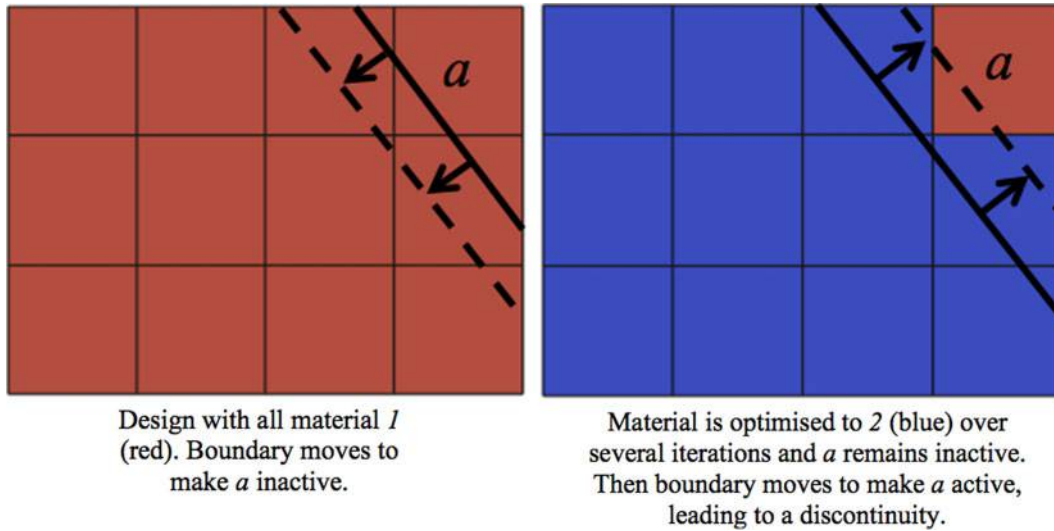 a
a
Design with all material 1
(red). Boundary moves to
make a inactive.
Material is optimised to 2 (blue) over
several iterations and a remains inactive.
Then boundary moves to make a active,
leading to a discontinuity.